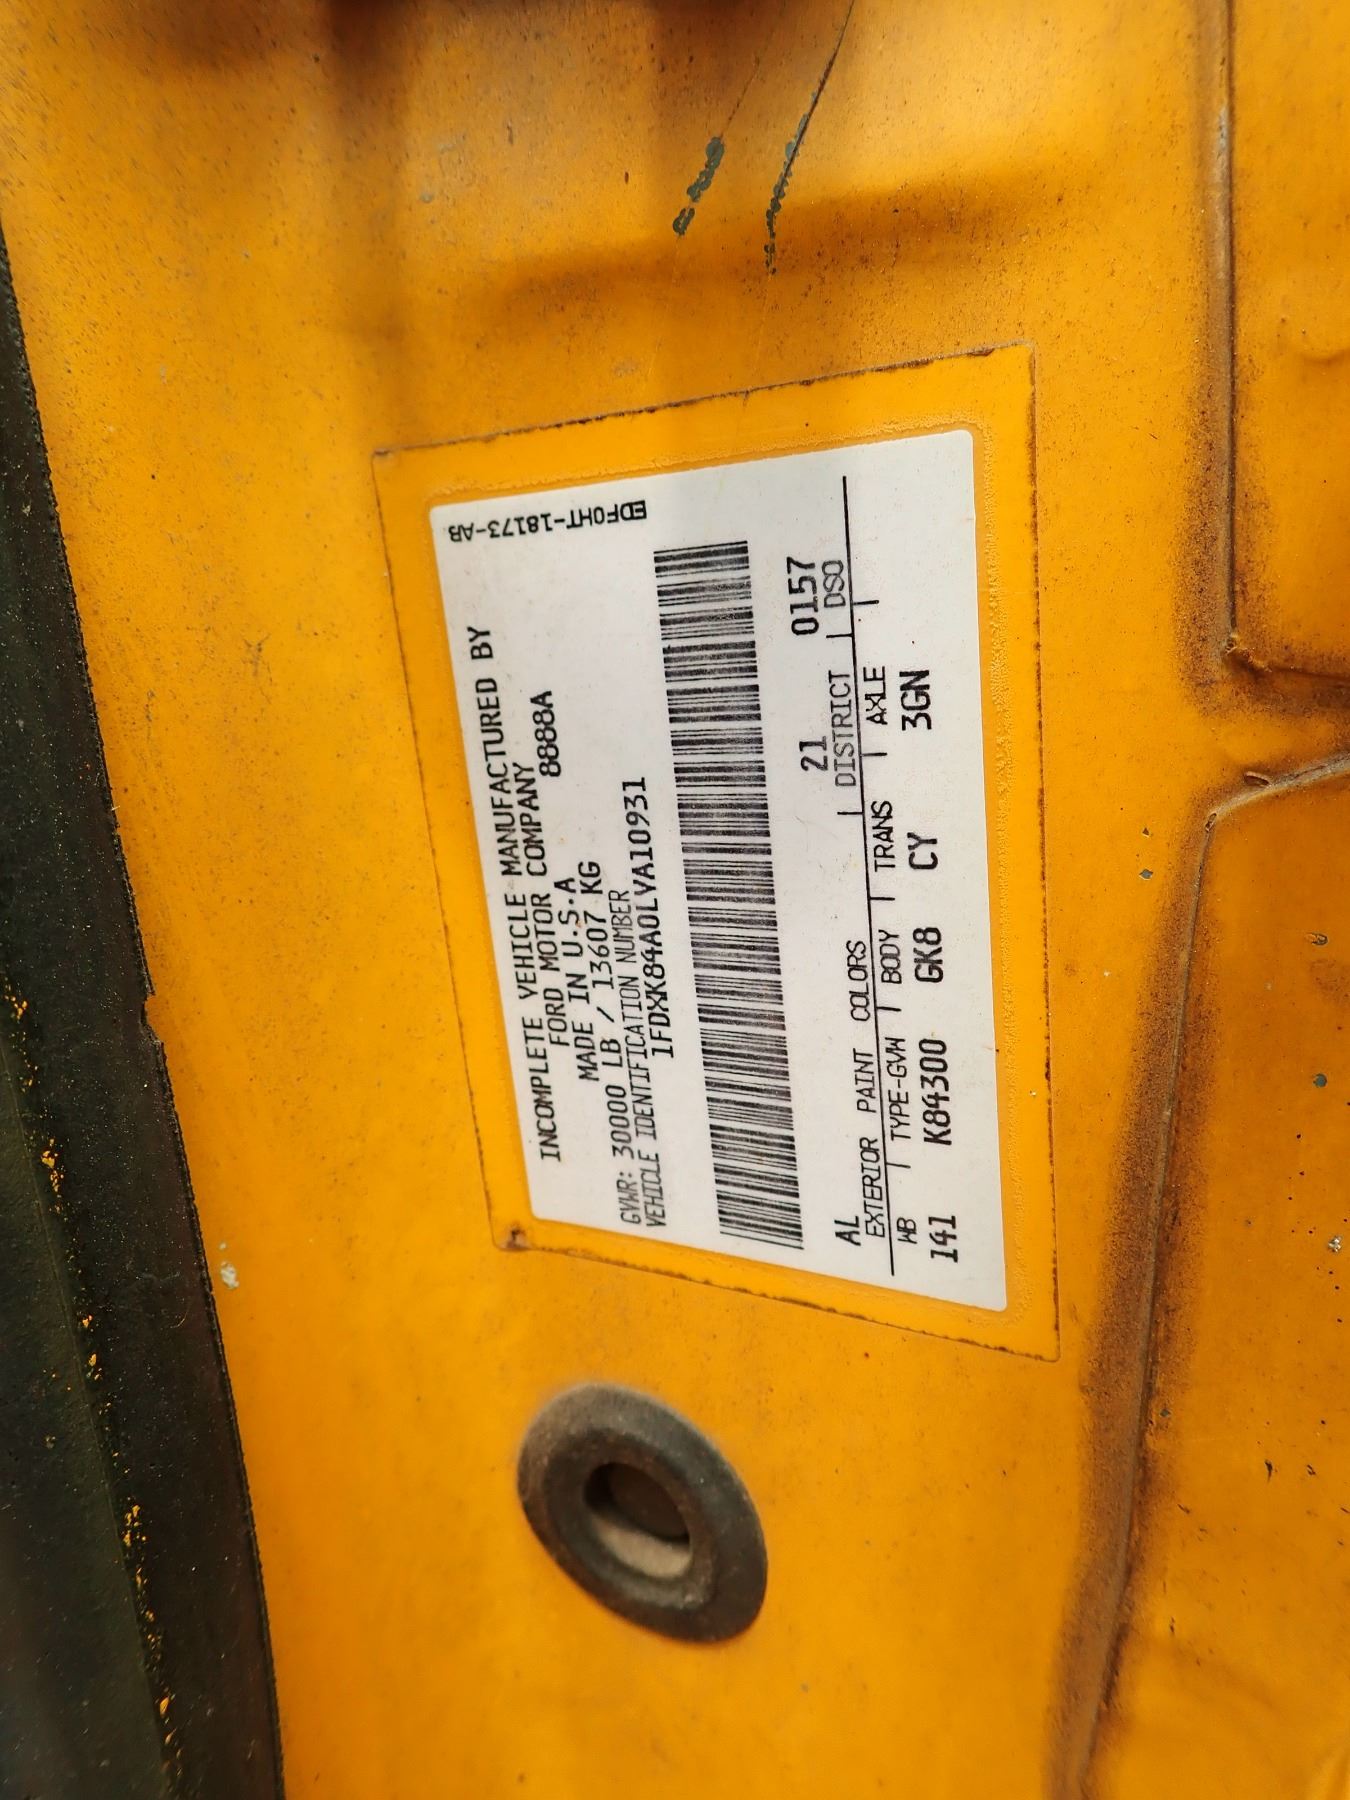 EDFOHT-18173-AB
INCOMPLETE VEHICLE MANUFACTURED BY
FORD MOTOR COMPANY
MADE IN U.S.A 8888A
GVWR: 30000 LB / 13607 KG
VEHICLE IDENTIFICATION NUMBER
1FDXK84A0LVA10931
AL 21 0157
EXTERIOR PAINT COLORS DISTRICT DSO
WB TYPE-GVW BODY TRANS AXLE
141 K84300 GK8 CY 3GN